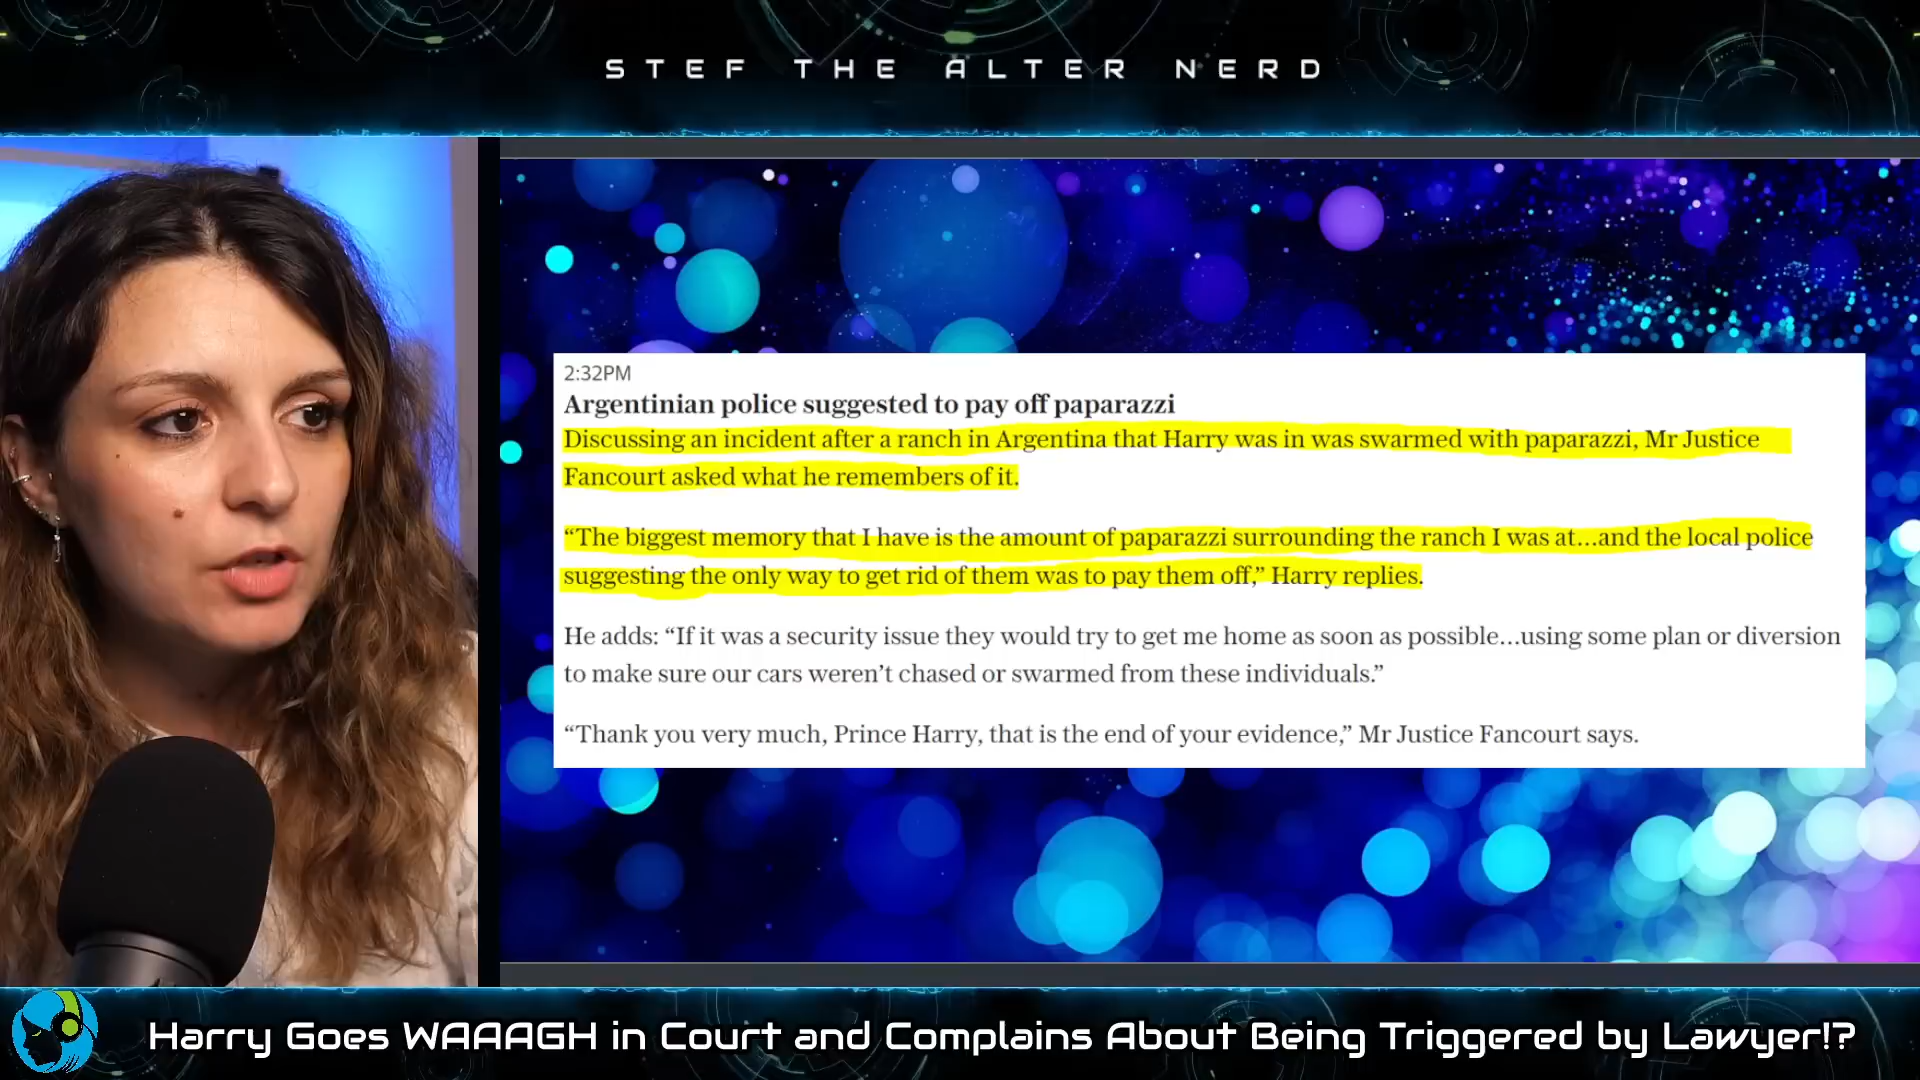 STEF THE ALTER NERD
2:32PM
Argentinian police suggested to pay off paparazzi
Discussing an incident after a ranch in Argentina that Harry was in was swarmed with paparazzi, Mr Justice
Fancourt asked what he remembers of it.
“The biggest memory that I have is the amount of paparazzi surrounding the ranch I was at…and the local police
suggesting the only way to get rid of them was to pay them off,” Harry replies.
He adds: “If it was a security issue they would try to get me home as soon as possible…using some plan or diversion
to make sure our cars weren’t chased or swarmed from these individuals.”
“Thank you very much, Prince Harry, that is the end of your evidence,” Mr Justice Fancourt says.
Harry Goes WAAAGH in Court and Complains About Being Triggered by Lawyer!?